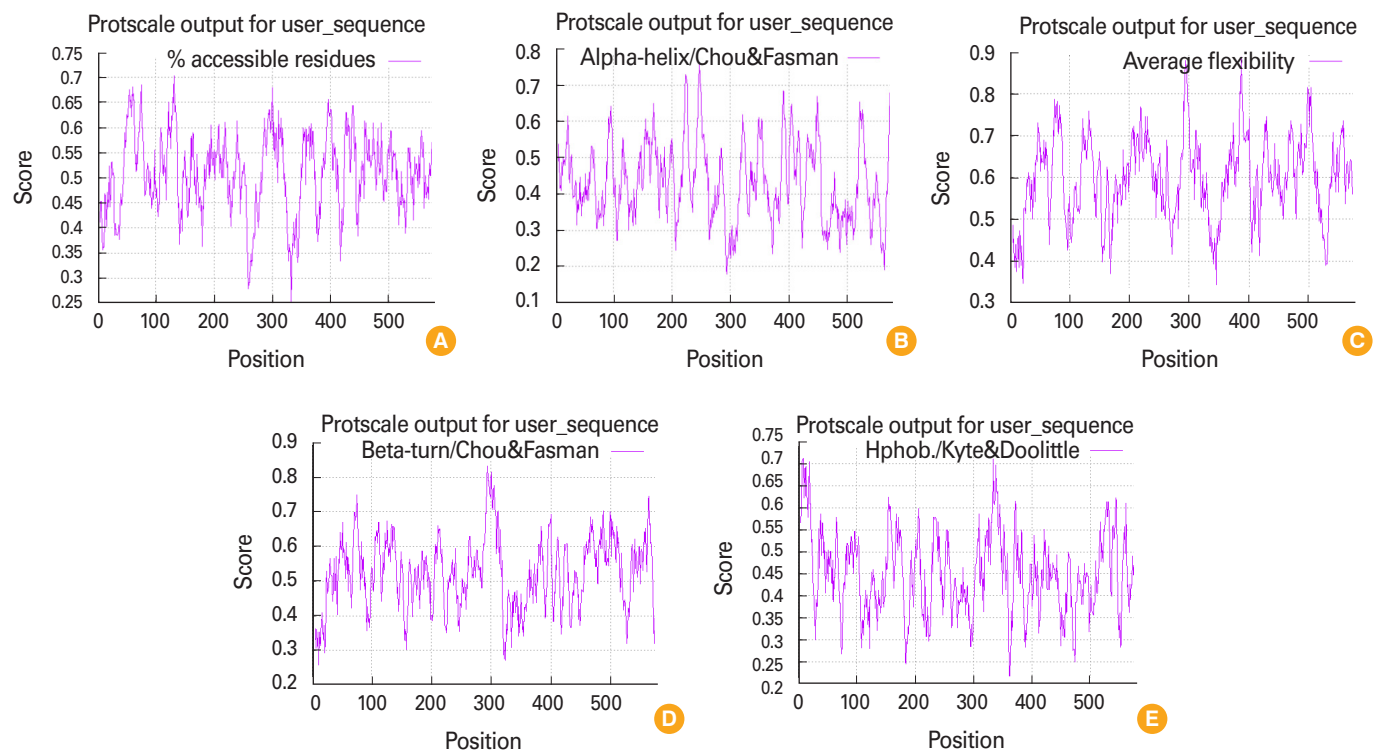 Protscale output for user_sequence
% accessible residues
Score
0.75
0.7
0.65
0.6
0.55
0.5
0.45
0.4
0.35
0.3
0.25
0 100 200 300 400 500
Position
A
Protscale output for user_sequence
Alpha-helix/Chou&Fasman
Score
0.8
0.7
0.6
0.5
0.4
0.3
0.2
0.1
0 100 200 300 400 500
Position
B
Protscale output for user_sequence
Average flexibility
Score
0.9
0.8
0.7
0.6
0.5
0.4
0.3
0 100 200 300 400 500
Position
C
Protscale output for user_sequence
Beta-turn/Chou&Fasman
Score
0.9
0.8
0.7
0.6
0.5
0.4
0.3
0.2
0 100 200 300 400 500
Position
D
Protscale output for user_sequence
Hphob./Kyte&Doolittle
Score
0.75
0.7
0.65
0.6
0.55
0.5
0.45
0.4
0.35
0.3
0.25
0.2
0 100 200 300 400 500
Position
E